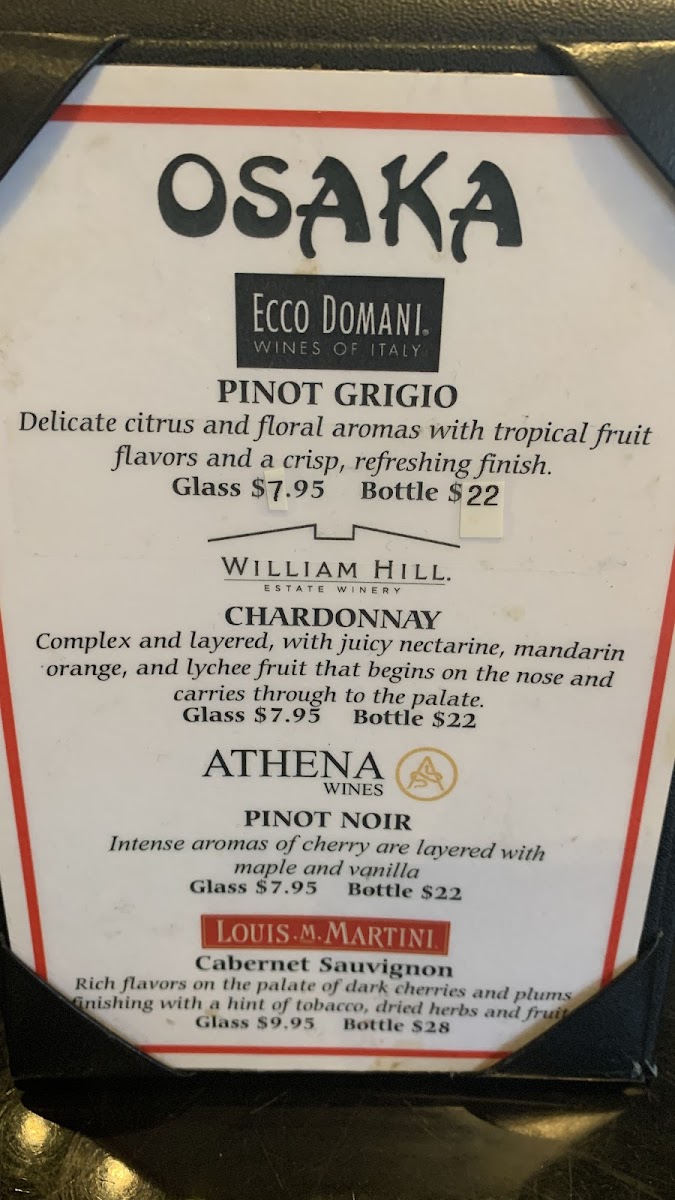 OSAKA
ECCO DOMANI®
WINES OF ITALY
PINOT GRIGIO
Delicate citrus and floral aromas with tropical fruit
flavors and a crisp, refreshing finish.
Glass $7.95 Bottle $22
WILLIAM HILL.
ESTATE WINERY
CHARDONNAY
Complex and layered, with juicy nectarine, mandarin
orange, and lychee fruit that begins on the nose and
carries through to the palate.
Glass $7.95 Bottle $22
ATHENA
WINES
PINOT NOIR
Intense aromas of cherry are layered with
maple and vanilla
Glass $7.95 Bottle $22
LOUIS·M·MARTINI
Cabernet Sauvignon
Rich flavors on the palate of dark cherries and plums
finishing with a hint of tobacco, dried herbs and fruit
Glass $9.95 Bottle $28